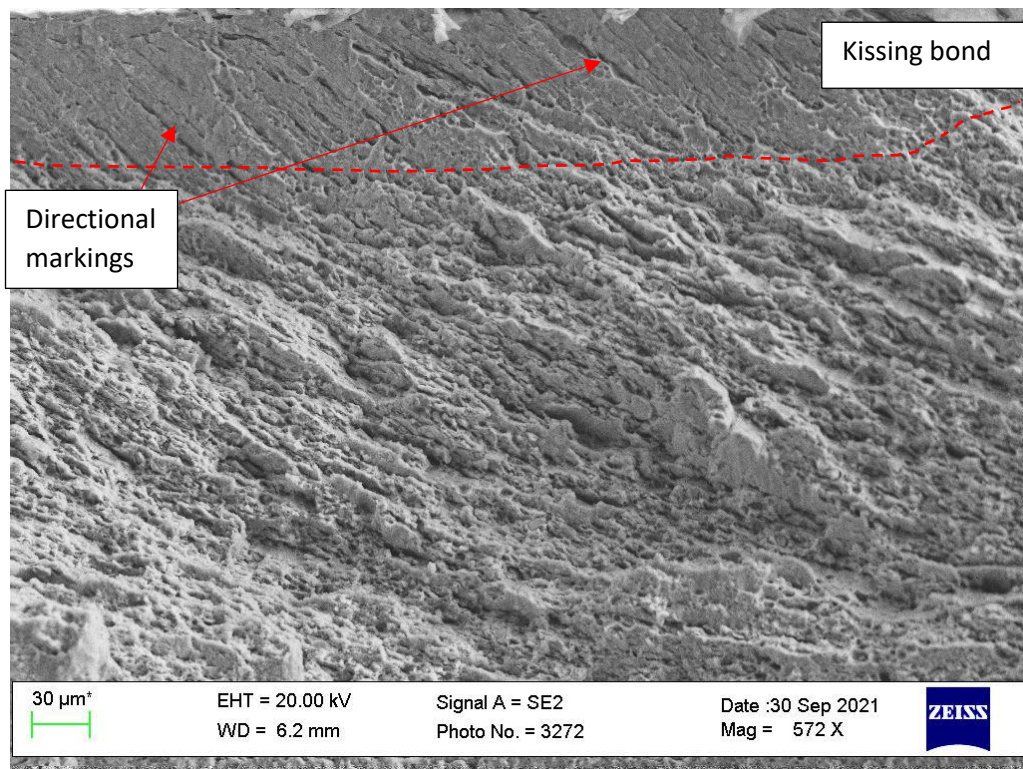 Kissing bond
Directional
markings
30 µm*
EHT = 20.00 kV
WD = 6.2 mm
Signal A = SE2
Photo No. = 3272
Date :30 Sep 2021
Mag = 572 X
ZEISS